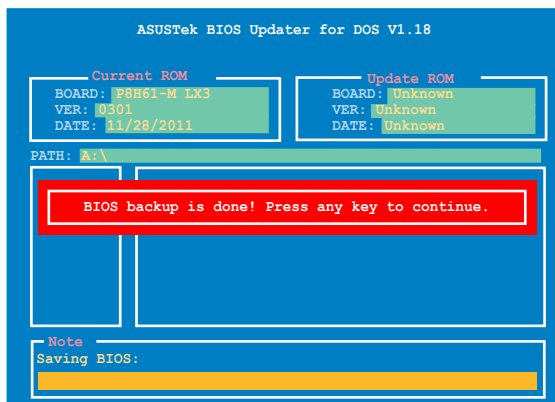 ASUSTek BIOS Updater for DOS V1.18
Current ROM
BOARD: P8H61-M LX3
VER: 0301
DATE: 11/28/2011
Update ROM
BOARD: Unknown
VER: Unknown
DATE: Unknown
PATH: A:\
BIOS backup is done! Press any key to continue.
Note
Saving BIOS: